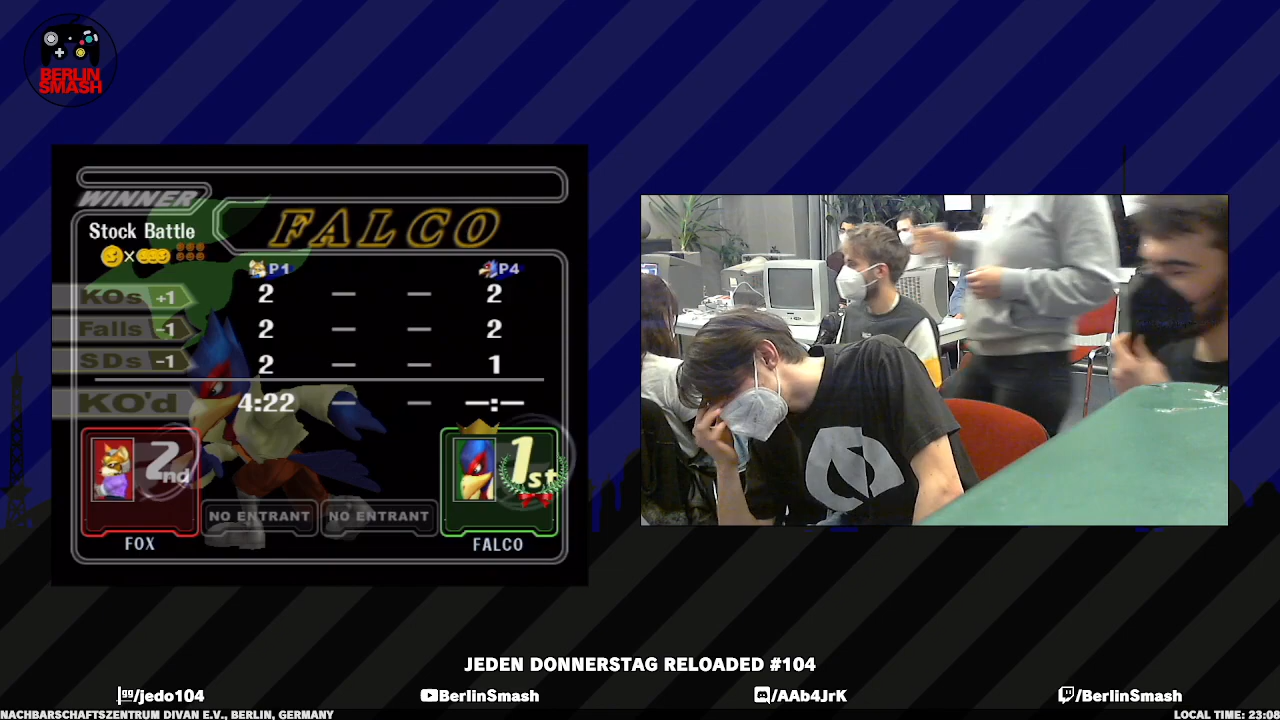 BERLIN
SMASH
WINNER
FALCO
Stock Battle
P1
P4
KOs +1
2
—
—
2
Falls -1
2
—
—
2
SDs -1
2
—
—
1
KO'd
4:22
—
—:—
2nd
1st
NO ENTRANT
NO ENTRANT
FOX
FALCO
JEDEN DONNERSTAG RELOADED #104
gg/jedo104
BerlinSmash
/AAb4JrK
/BerlinSmash
NACHBARSCHAFTSZENTRUM DIVAN E.V., BERLIN, GERMANY
LOCAL TIME: 23:08